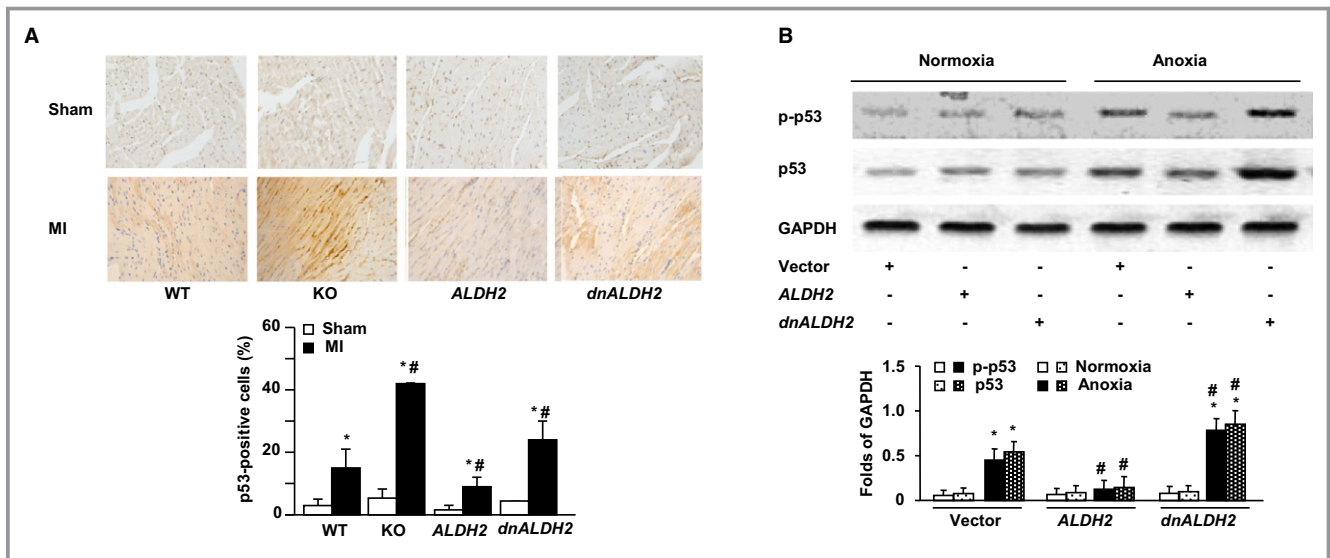 A
Sham
MI
WT KO ALDH2 dnALDH2
p53-positive cells (%)
60
40
20
0
Sham
MI
*
*#
*#
*#
WT KO ALDH2 dnALDH2
B
Normoxia Anoxia
p-p53
p53
GAPDH
Vector + - - + - -
ALDH2 - + - - + -
dnALDH2 - - + - - +
Folds of GAPDH
1.5
1.0
0.5
0
p-p53 Normoxia
p53 Anoxia
* *
# #
# #
* *
Vector ALDH2 dnALDH2